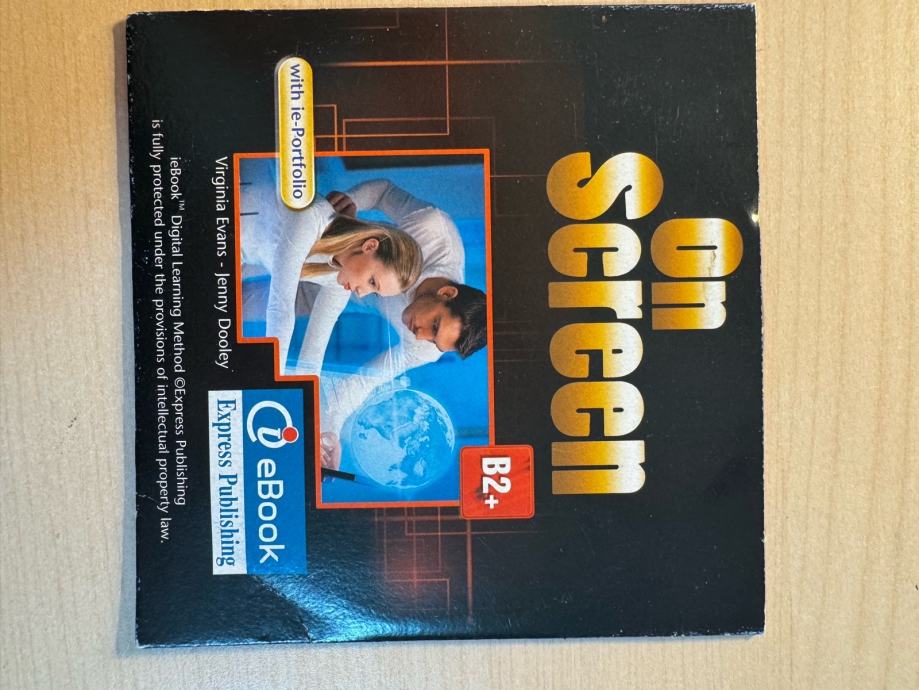 on
screen
B2+
with ie-Portfolio
Virginia Evans - Jenny Dooley
ieBook
Express Publishing
ieBook™ Digital Learning Method ©Express Publishing
is fully protected under the provisions of intellectual property law.